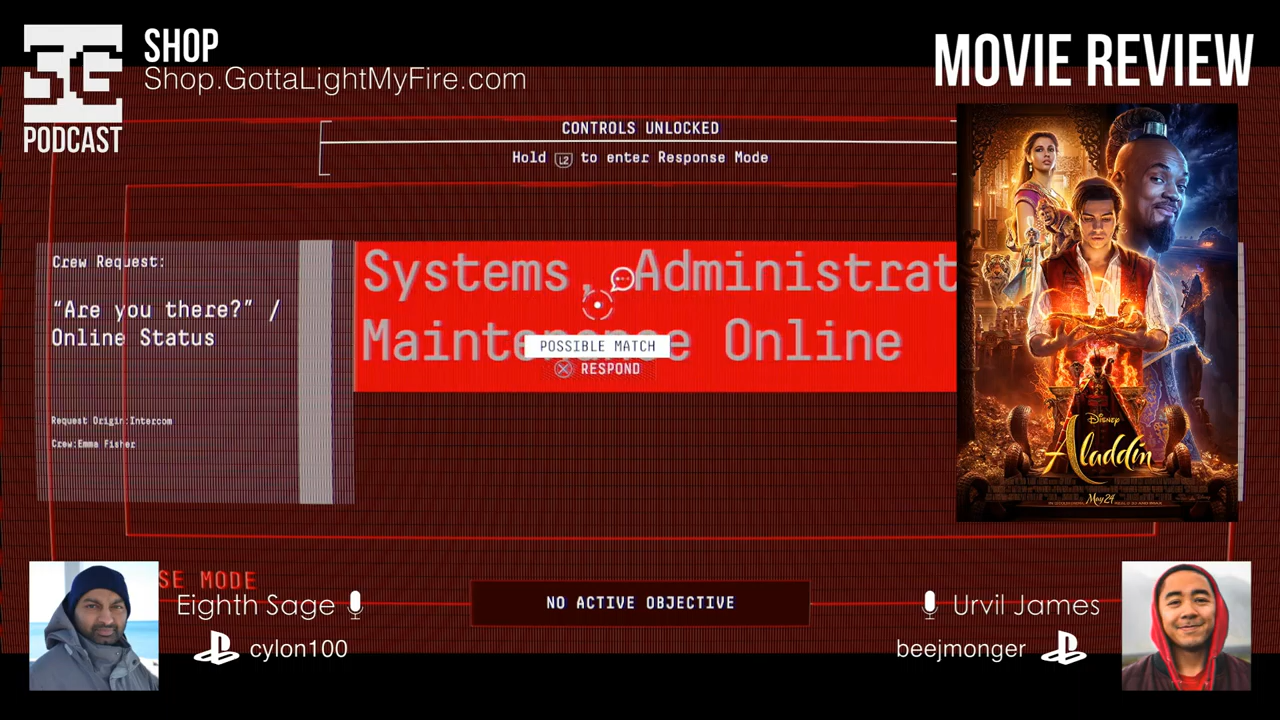 SG
PODCAST
SHOP
Shop.GottaLightMyFire.com
MOVIE REVIEW
CONTROLS UNLOCKED
Hold L2 to enter Response Mode
Crew Request:
“Are you there?” /
Online Status
Request Origin:Intercom
Crew:Emma Fisher
Systems, Administrat
Maintenance Online
POSSIBLE MATCH
RESPOND
DISNEY
Aladdin
May 24
SE MODE
NO ACTIVE OBJECTIVE
Eighth Sage
cylon100
Urvil James
beejmonger